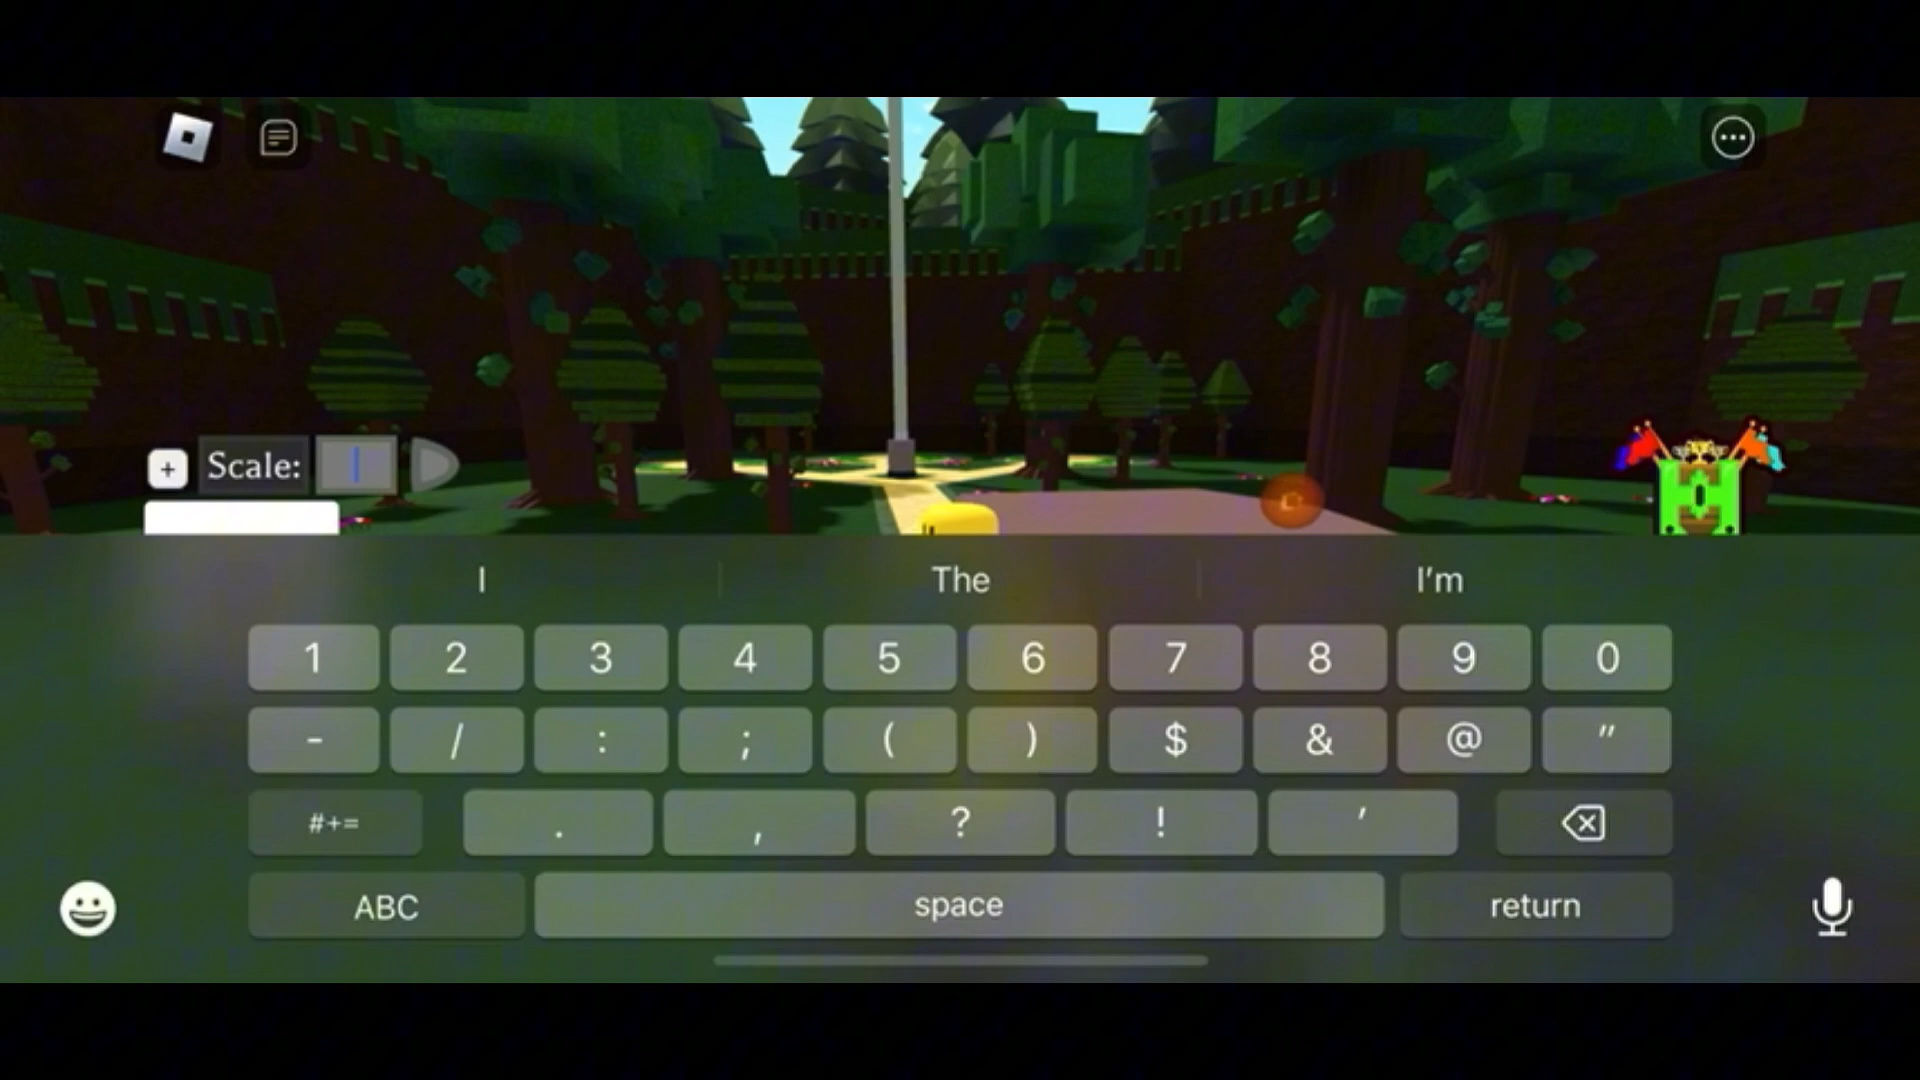 + Scale:
I The I'm
1 2 3 4 5 6 7 8 9 0
- / : ; ( ) $ & @ "
#+= . , ? ! '
ABC space return